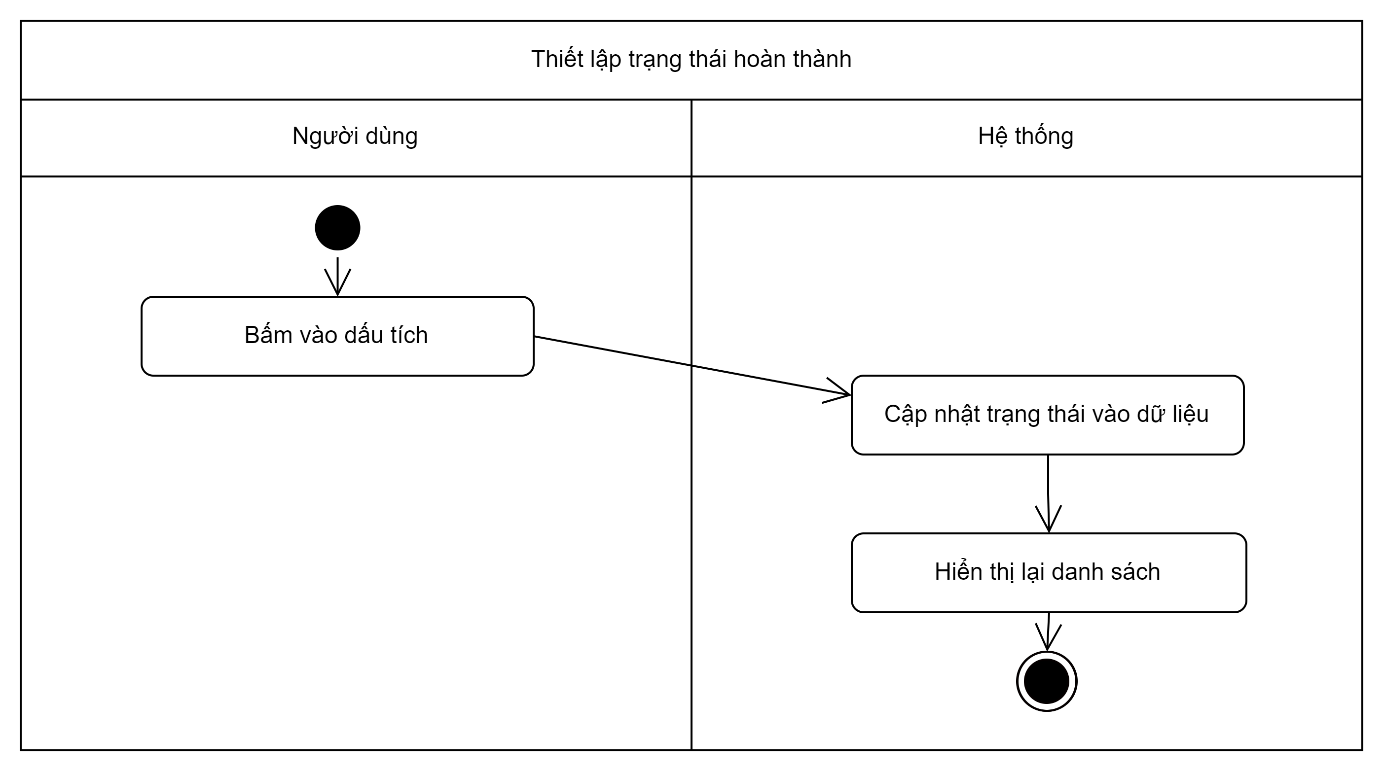 Thiết lập trạng thái hoàn thành
Người dùng
Hệ thống
Bấm vào dấu tích
Cập nhật trạng thái vào dữ liệu
Hiển thị lại danh sách